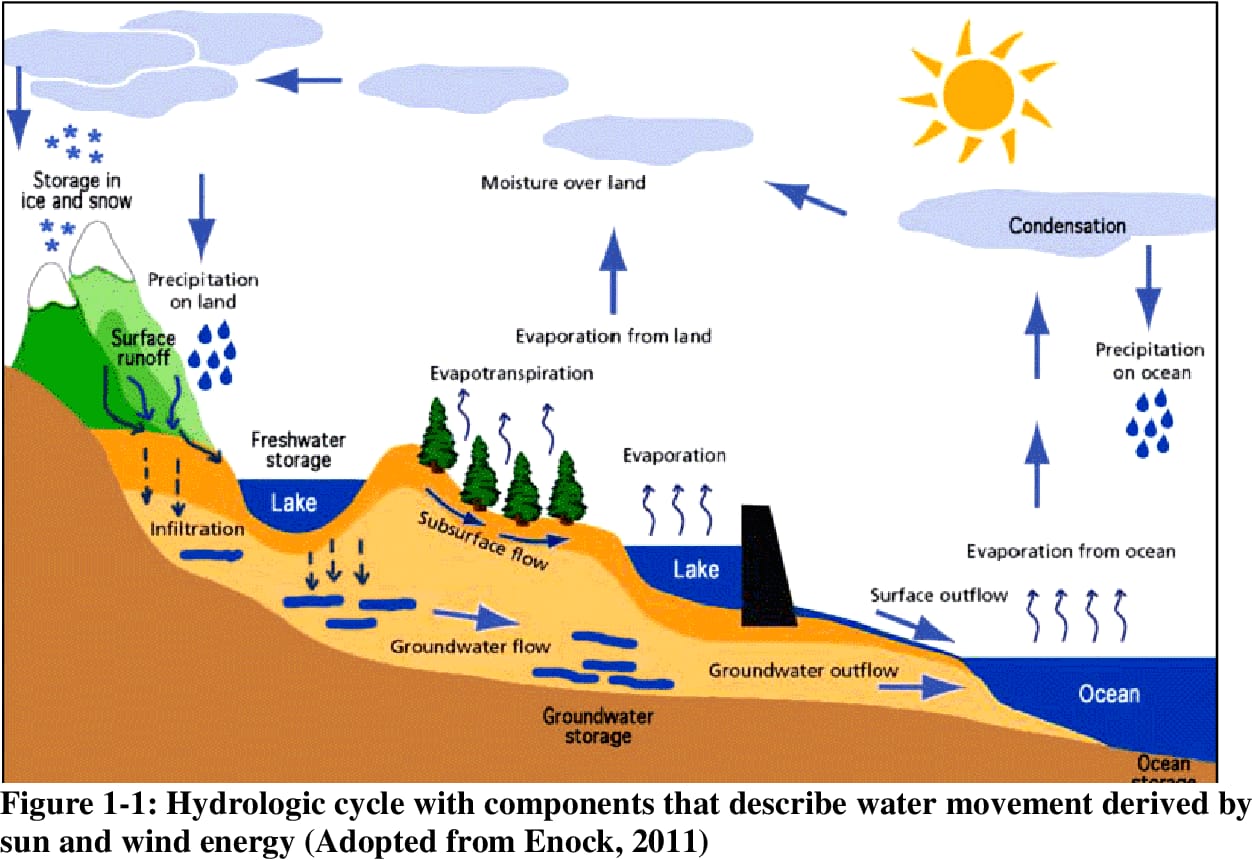 Storage in
ice and snow
Moisture over land
Condensation
Precipitation
on land
Surface
runoff
Evaporation from land
Evapotranspiration
Precipitation
on ocean
Freshwater
storage
Lake
Evaporation
Infiltration
Subsurface flow
Lake
Evaporation from ocean
Surface outflow
Groundwater flow
Groundwater outflow
Ocean
Groundwater
storage
Ocean
storage
Figure 1-1: Hydrologic cycle with components that describe water movement derived by
sun and wind energy (Adopted from Enock, 2011)